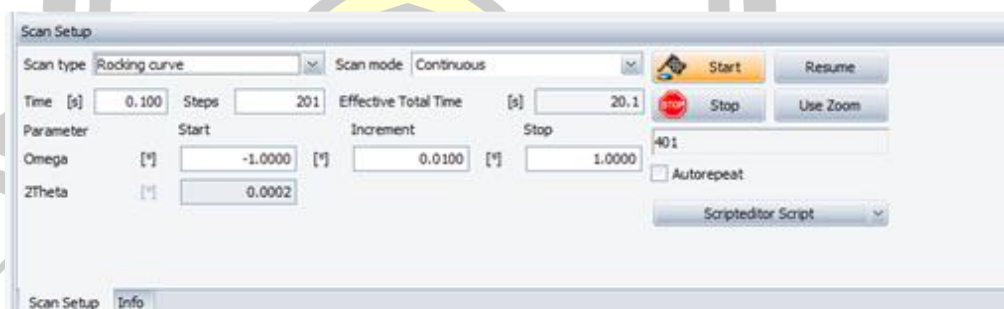 Scan Setup
Scan type Rocking curve Scan mode Continuous Start Resume
Time [s] 0.100 Steps 201 Effective Total Time [s] 20.1 STOP Stop Use Zoom
Parameter Start Increment Stop
401
Omega [°] -1.0000 [°] 0.0100 [°] 1.0000
Autorepeat
2Theta [°] 0.0002
Scripteditor Script
Scan Setup Info